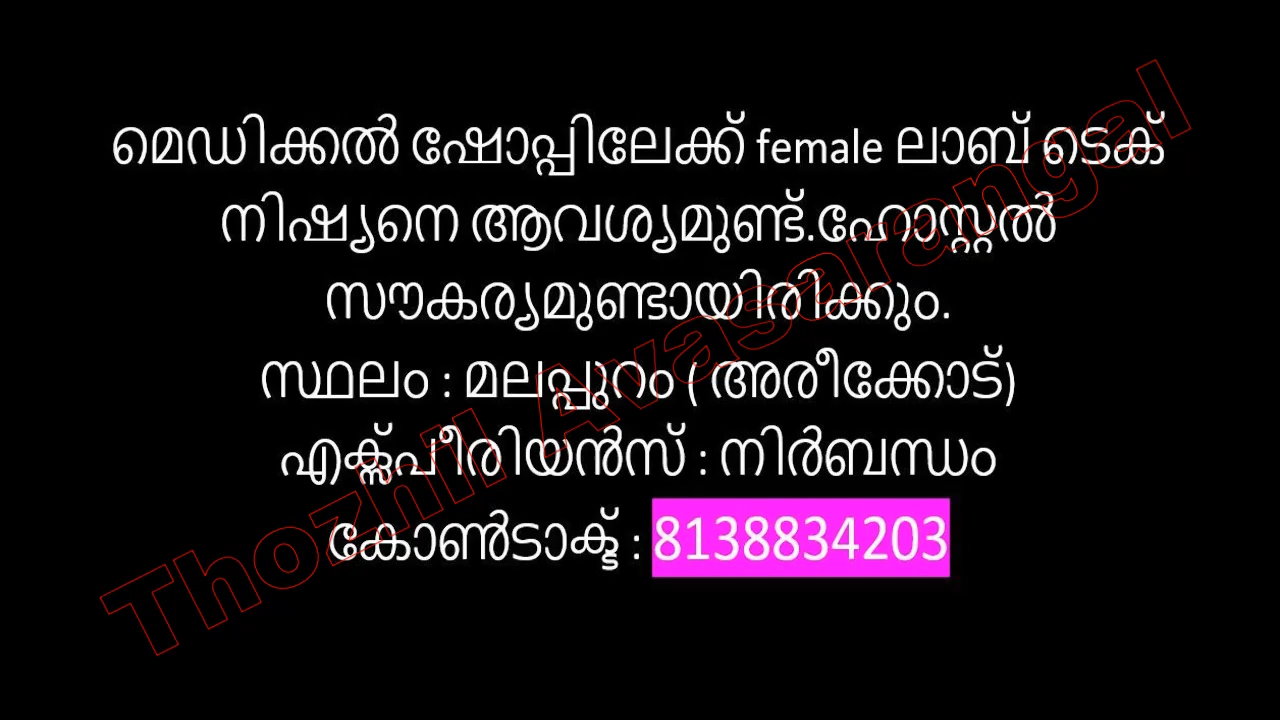 മെഡിക്കൽ ഷോപ്പിലേക്ക് female ലാബ് ടെക്
നിഷ്യനെ ആവശ്യമുണ്ട്.ഹോസ്റ്റൽ
സൗകര്യമുണ്ടായിരിക്കും.
സ്ഥലം : മലപ്പുറം ( അരീക്കോട്)
എക്സ്പീരിയൻസ് : നിർബന്ധം
കോൺടാക്ട് : 8138834203
Thozhil Avasarangal